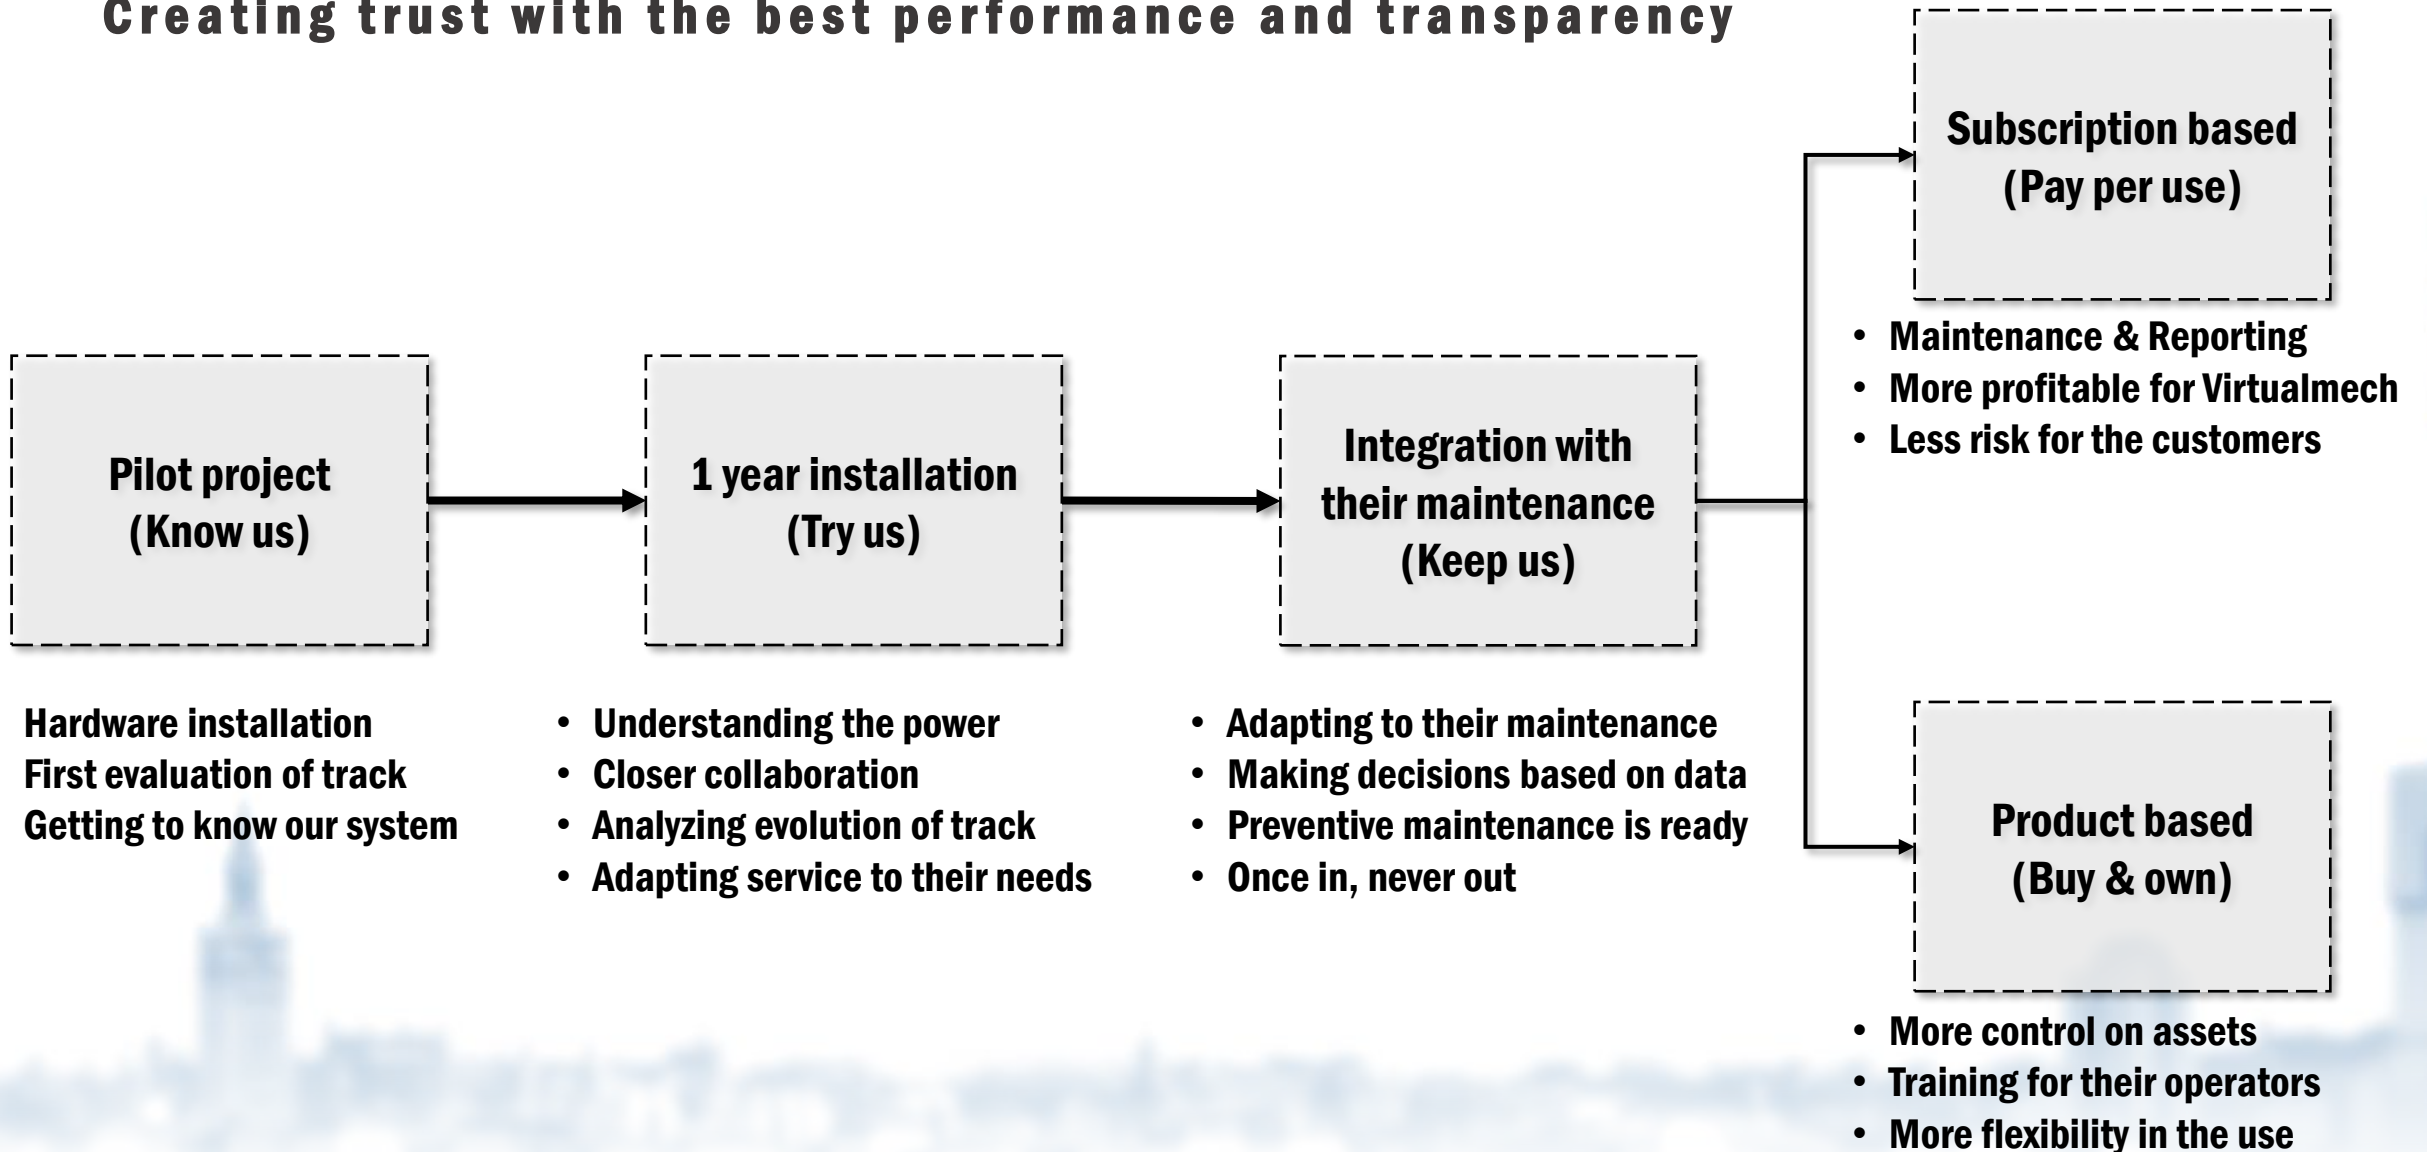 Creating trust with the best performance and transparency
Pilot project
(Know us)
Hardware installation
First evaluation of track
Getting to know our system
1 year installation
(Try us)
• Understanding the power
• Closer collaboration
• Analyzing evolution of track
• Adapting service to their needs
Integration with
their maintenance
(Keep us)
• Adapting to their maintenance
• Making decisions based on data
• Preventive maintenance is ready
• Once in, never out
Subscription based
(Pay per use)
• Maintenance & Reporting
• More profitable for Virtualmech
• Less risk for the customers
Product based
(Buy & own)
• More control on assets
• Training for their operators
• More flexibility in the use